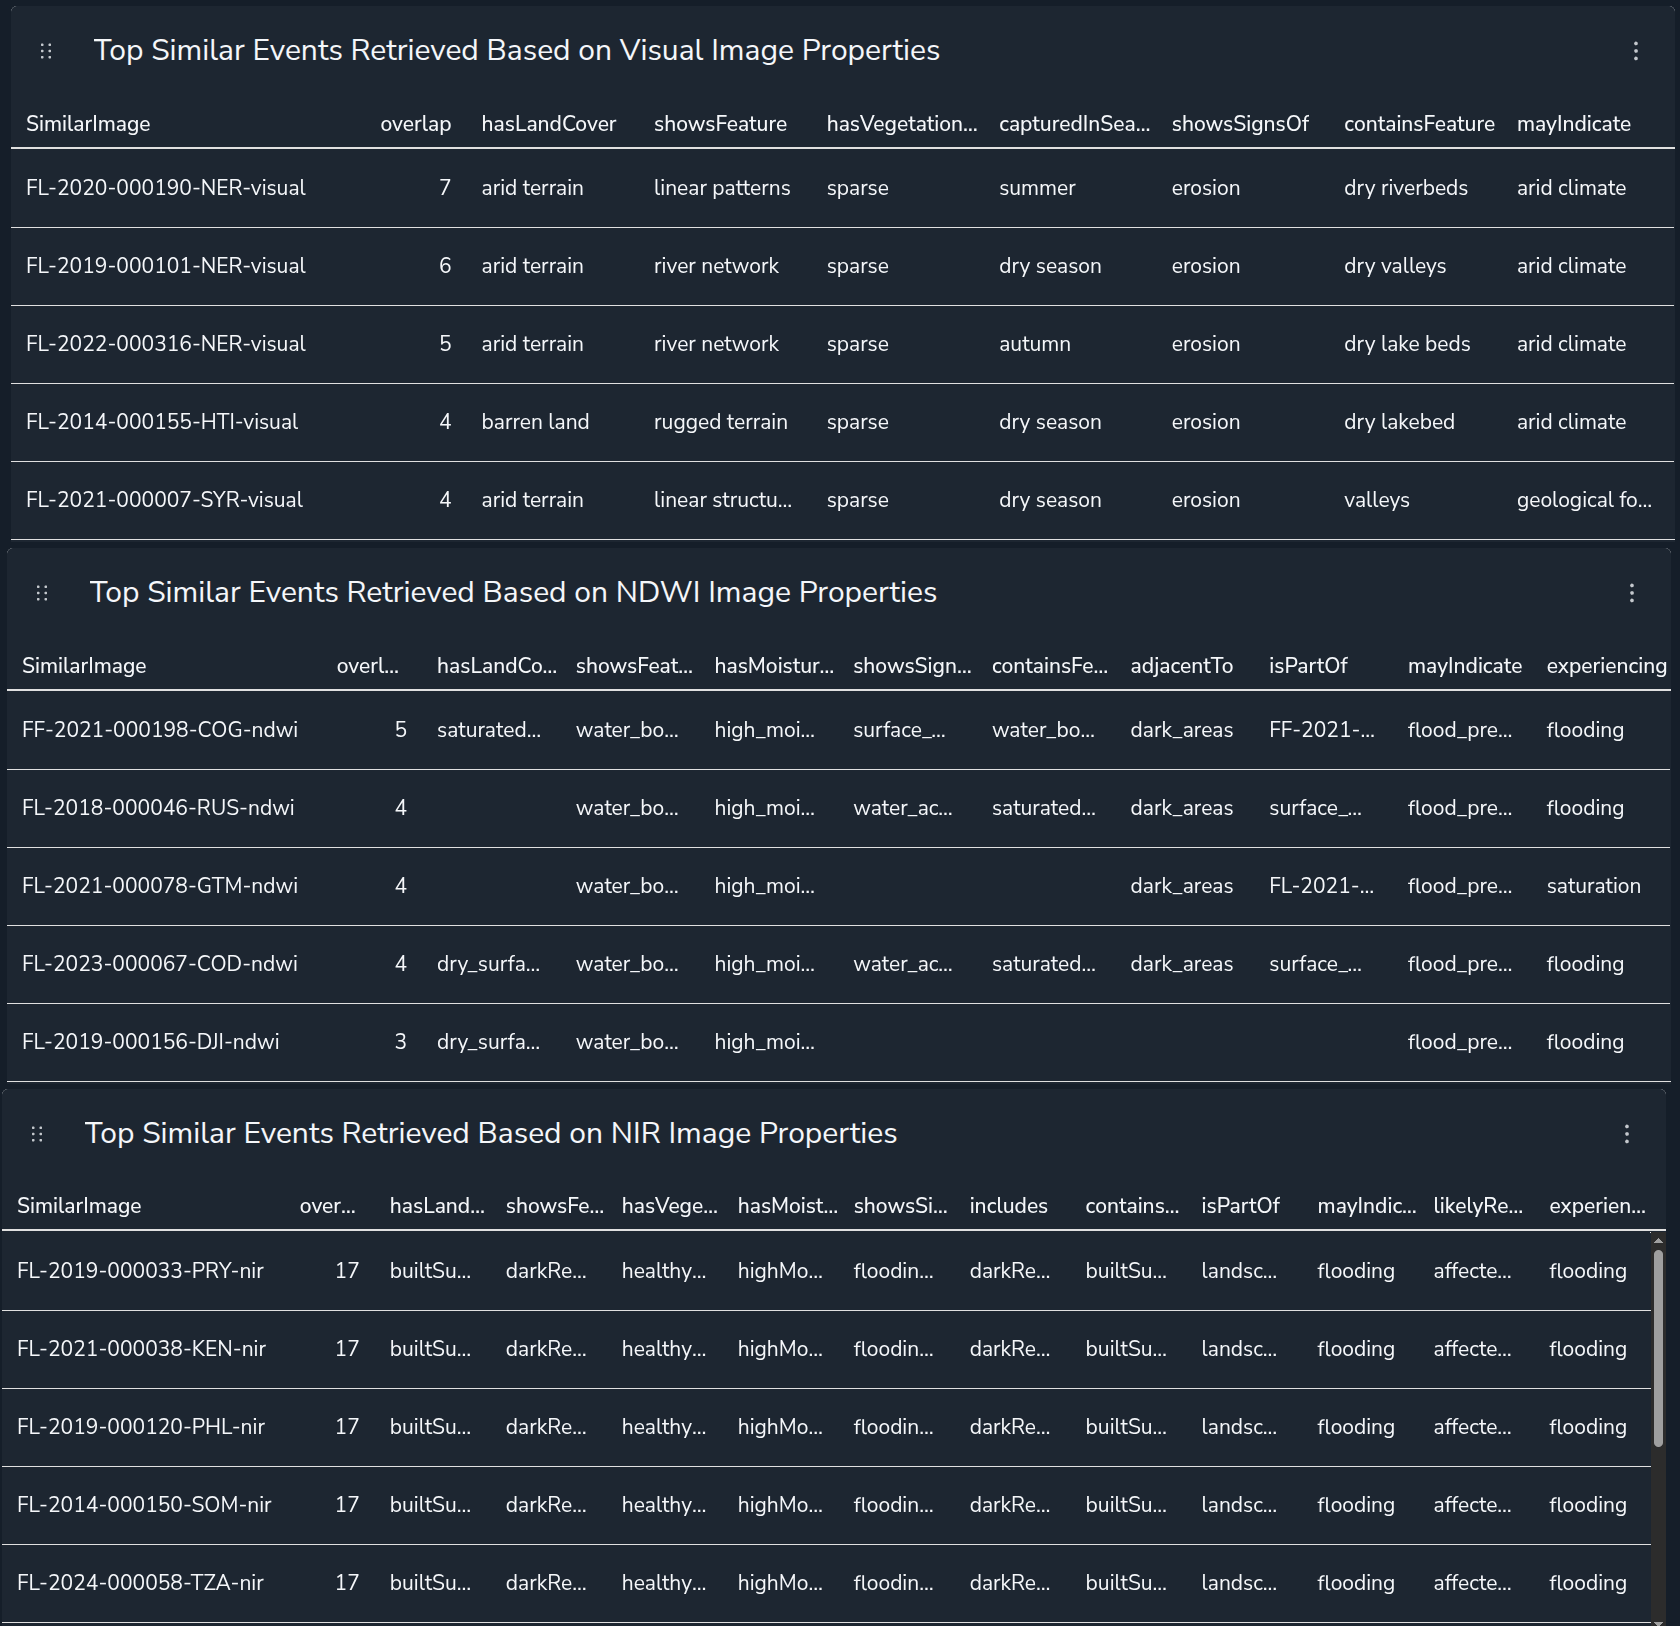 Top Similar Events Retrieved Based on Visual Image Properties
SimilarImage overlap hasLandCover showsFeature hasVegetation... capturedInSea... showsSignsOf containsFeature mayIndicate
FL-2020-000190-NER-visual 7 arid terrain linear patterns sparse summer erosion dry riverbeds arid climate
FL-2019-000101-NER-visual 6 arid terrain river network sparse dry season erosion dry valleys arid climate
FL-2022-000316-NER-visual 5 arid terrain river network sparse autumn erosion dry lake beds arid climate
FL-2014-000155-HTI-visual 4 barren land rugged terrain sparse dry season erosion dry lakebed arid climate
FL-2021-000007-SYR-visual 4 arid terrain linear structu... sparse dry season erosion valleys geological fo...
Top Similar Events Retrieved Based on NDWI Image Properties
SimilarImage overl... hasLandCo... showsFeat... hasMoistur... showsSign... containsFe... adjacentTo isPartOf mayIndicate experiencing
FF-2021-000198-COG-ndwi 5 saturated... water_bo... high_moi... surface_... water_bo... dark_areas FF-2021-... flood_pre... flooding
FL-2018-000046-RUS-ndwi 4 water_bo... high_moi... water_ac... saturated... dark_areas surface_... flood_pre... flooding
FL-2021-000078-GTM-ndwi 4 water_bo... high_moi... dark_areas FL-2021-... flood_pre... saturation
FL-2023-000067-COD-ndwi 4 dry_surfa... water_bo... high_moi... water_ac... saturated... dark_areas surface_... flood_pre... flooding
FL-2019-000156-DJI-ndwi 3 dry_surfa... water_bo... high_moi... flood_pre... flooding
Top Similar Events Retrieved Based on NIR Image Properties
SimilarImage over... hasLand... showsFe... hasVege... hasMoist... showsSi... includes contains... isPartOf mayIndic... likelyRe... experien...
FL-2019-000033-PRY-nir 17 builtSu... darkRe... healthy... highMo... floodin... darkRe... builtSu... landsc... flooding affecte... flooding
FL-2021-000038-KEN-nir 17 builtSu... darkRe... healthy... highMo... floodin... darkRe... builtSu... landsc... flooding affecte... flooding
FL-2019-000120-PHL-nir 17 builtSu... darkRe... healthy... highMo... floodin... darkRe... builtSu... landsc... flooding affecte... flooding
FL-2014-000150-SOM-nir 17 builtSu... darkRe... healthy... highMo... floodin... darkRe... builtSu... landsc... flooding affecte... flooding
FL-2024-000058-TZA-nir 17 builtSu... darkRe... healthy... highMo... floodin... darkRe... builtSu... landsc... flooding affecte... flooding